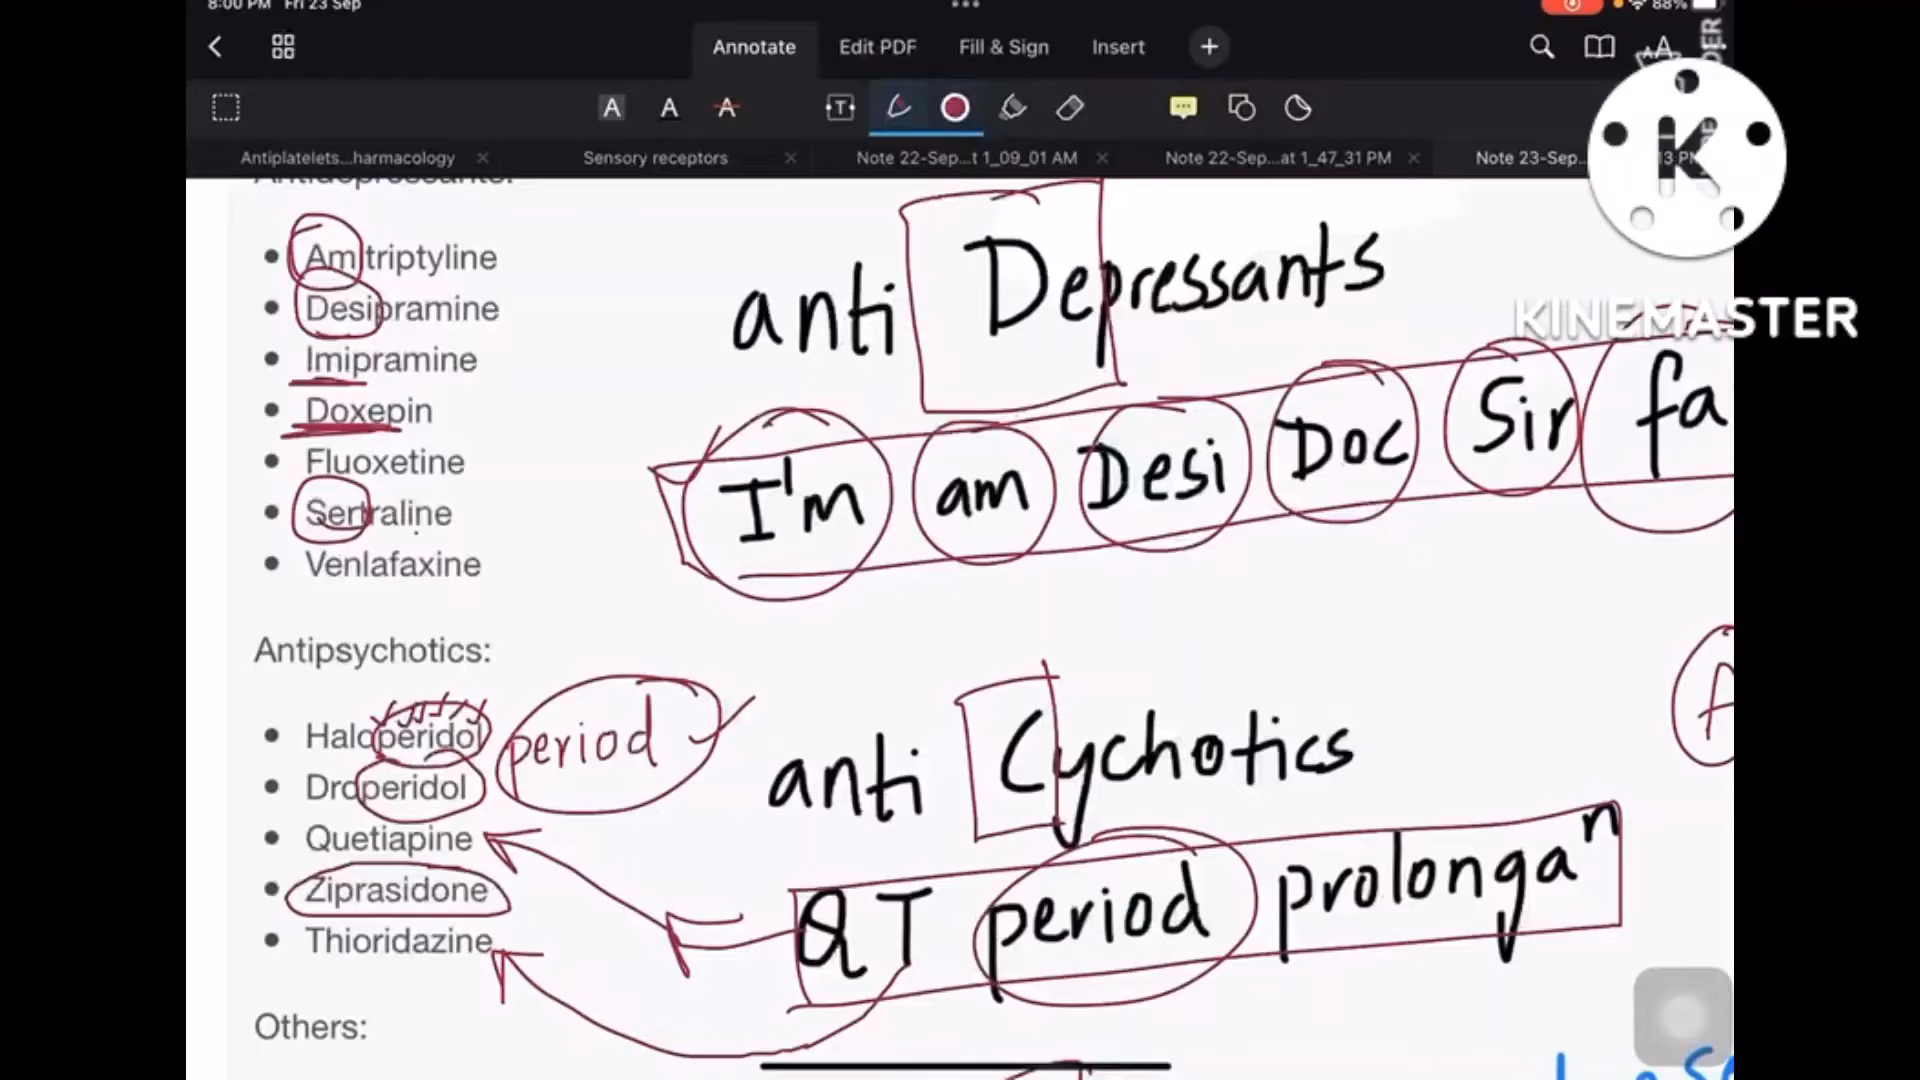 8:00 PM Fri 23 Sep
88%
Annotate Edit PDF Fill & Sign Insert
Antiplatelets...harmacology Sensory receptors Note 22-Sep...t 1_09_01 AM Note 22-Sep...at 1_47_31 PM Note 23-Sep...
KINEMASTER
Antidepressants:
Amitriptyline
Desipramine
Imipramine
Doxepin
Fluoxetine
Sertraline
Venlafaxine
anti Depressants
I'm am Desi Doc Sir fa
Antipsychotics:
Haloperidol
Droperidol
Quetiapine
Ziprasidone
Thioridazine
period
anti Cychotics
QT period prolongaⁿ
Others: